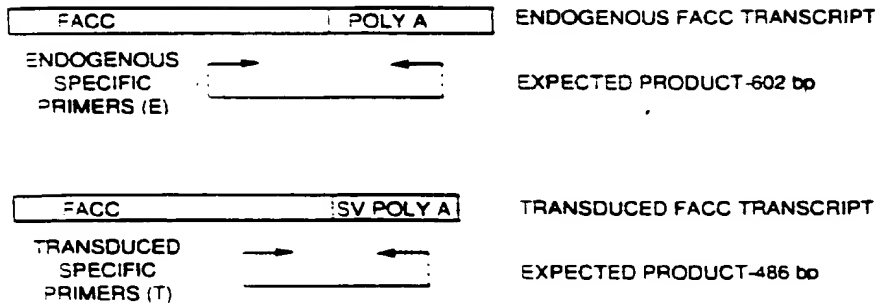 FACC POLY A ENDOGENOUS FACC TRANSCRIPT
ENDOGENOUS
SPECIFIC
PRIMERS (E)
EXPECTED PRODUCT-602 bp
FACC SV POLY A TRANSDUCED FACC TRANSCRIPT
TRANSDUCED
SPECIFIC
PRIMERS (T)
EXPECTED PRODUCT-486 bp